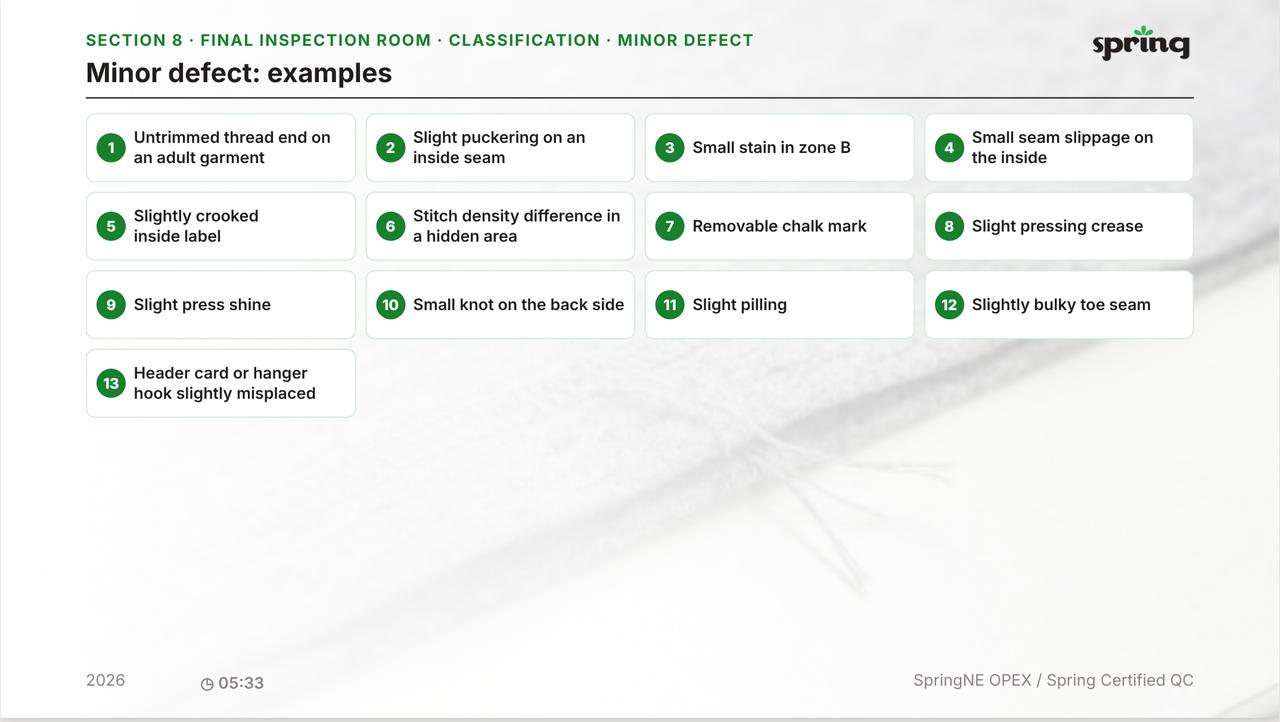 SECTION 8 · FINAL INSPECTION ROOM · CLASSIFICATION · MINOR DEFECT
spring
Minor defect: examples
1 Untrimmed thread end on
an adult garment
2 Slight puckering on an
inside seam
3 Small stain in zone B
4 Small seam slippage on
the inside
5 Slightly crooked
inside label
6 Stitch density difference in
a hidden area
7 Removable chalk mark
8 Slight pressing crease
9 Slight press shine
10 Small knot on the back side
11 Slight pilling
12 Slightly bulky toe seam
13 Header card or hanger
hook slightly misplaced
2026
05:33
SpringNE OPEX / Spring Certified QC